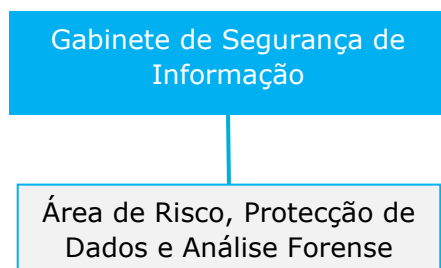 Gabinete de Segurança de
Informação
Área de Risco, Protecção de
Dados e Análise Forense